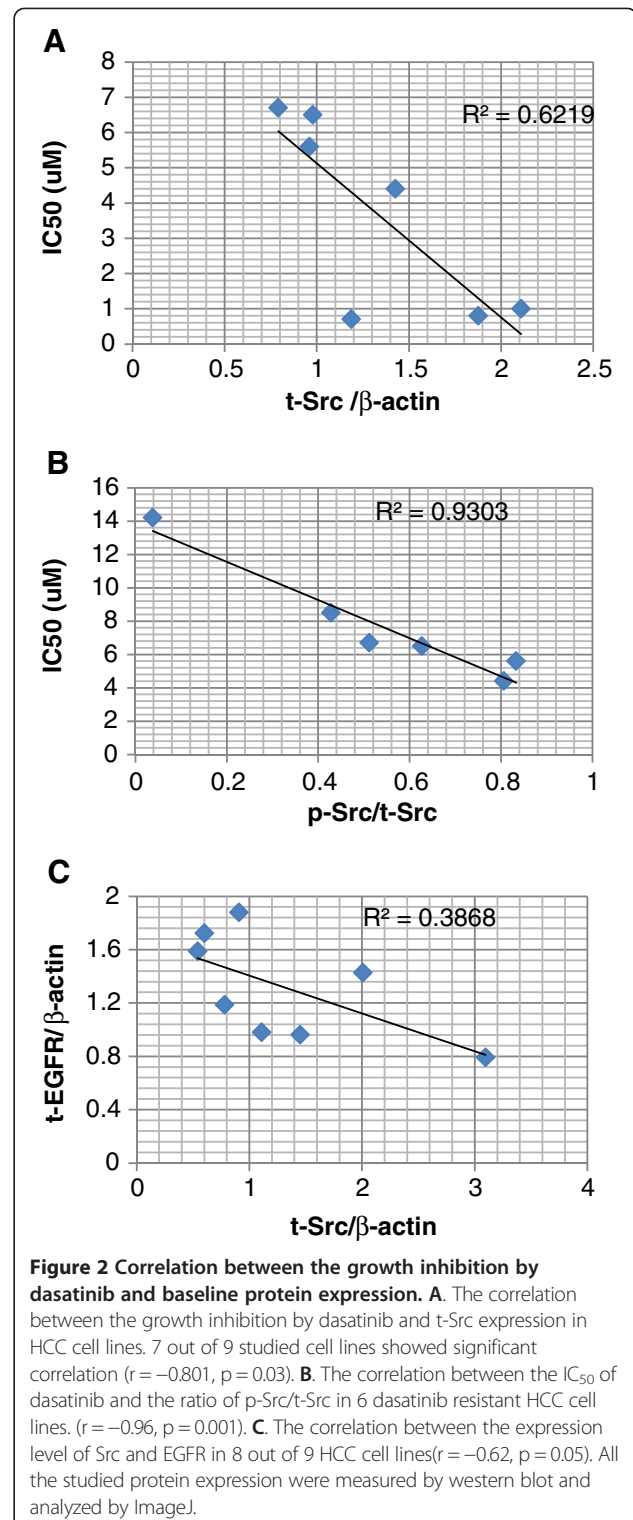 A
8
7
6
5
4
3
2
1
0
IC50 (uM)
R² = 0.6219
0 0.5 1 1.5 2 2.5
t-Src /β-actin
B
16
14
12
10
8
6
4
2
0
IC50 (uM)
R² = 0.9303
0 0.2 0.4 0.6 0.8 1
p-Src/t-Src
C
2
1.6
1.2
0.8
0.4
0
t-EGFR/β-actin
R² = 0.3868
0 1 2 3 4
t-Src/β-actin
Figure 2 Correlation between the growth inhibition by
dasatinib and baseline protein expression. A. The correlation
between the growth inhibition by dasatinib and t-Src expression in
HCC cell lines. 7 out of 9 studied cell lines showed significant
correlation (r = −0.801, p = 0.03). B. The correlation between the IC₅₀ of
dasatinib and the ratio of p-Src/t-Src in 6 dasatinib resistant HCC cell
lines. (r = −0.96, p = 0.001). C. The correlation between the expression
level of Src and EGFR in 8 out of 9 HCC cell lines(r = −0.62, p = 0.05). All
the studied protein expression were measured by western blot and
analyzed by ImageJ.